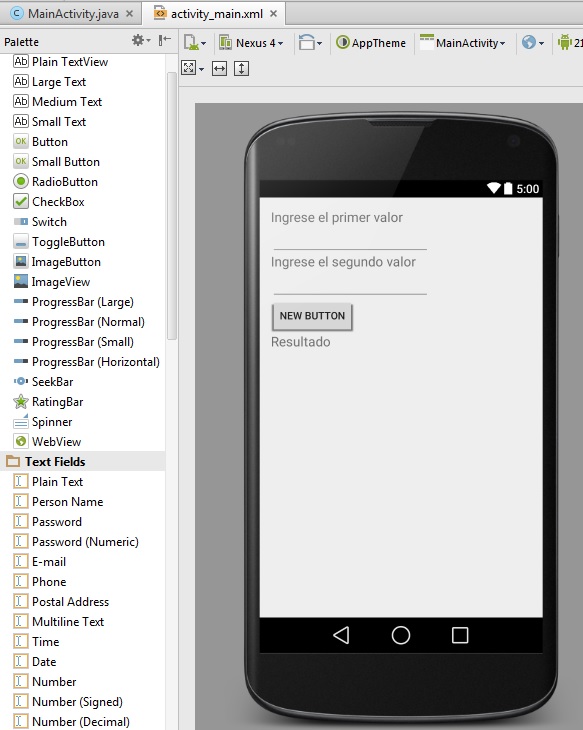 MainActivity.java
activity_main.xml
Palette
Nexus 4
AppTheme
MainActivity
21
Plain TextView
Large Text
Medium Text
Small Text
Button
Small Button
RadioButton
CheckBox
Switch
ToggleButton
ImageButton
ImageView
ProgressBar (Large)
ProgressBar (Normal)
ProgressBar (Small)
ProgressBar (Horizontal)
SeekBar
RatingBar
Spinner
WebView
Text Fields
Plain Text
Person Name
Password
Password (Numeric)
E-mail
Phone
Postal Address
Multiline Text
Time
Date
Number
Number (Signed)
Number (Decimal)
5:00
Ingrese el primer valor
Ingrese el segundo valor
NEW BUTTON
Resultado